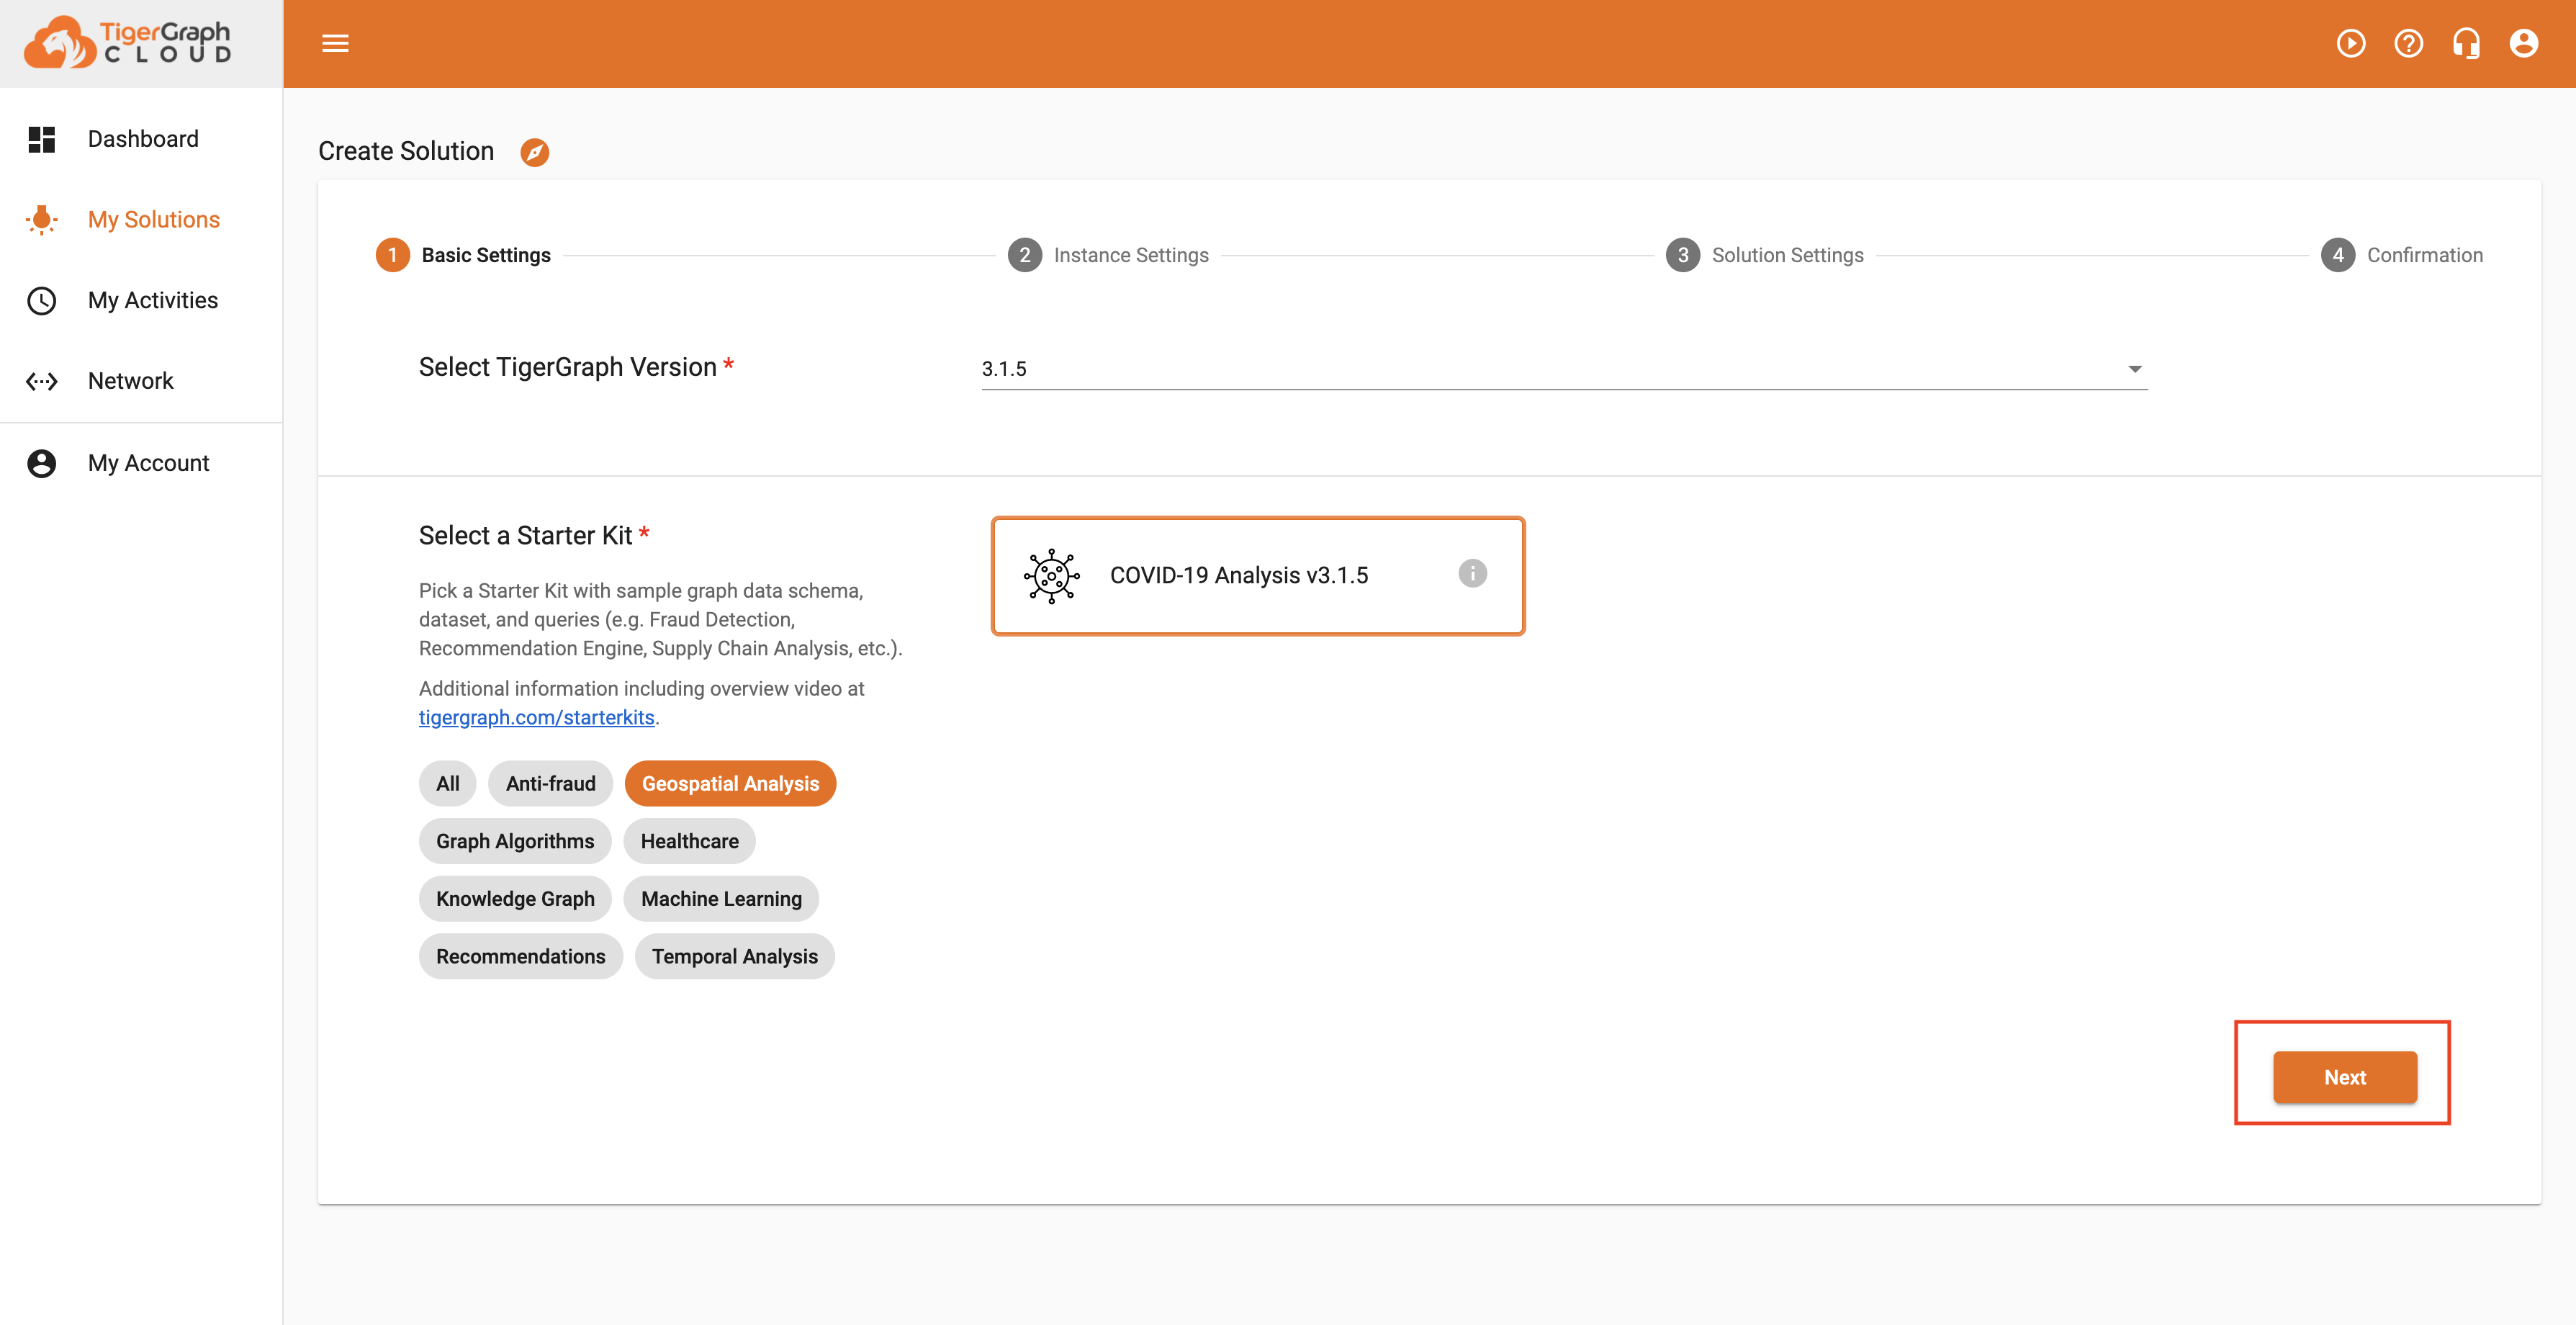 TigerGraph
CLOUD
Dashboard
My Solutions
My Activities
Network
My Account
Create Solution
1 Basic Settings
2 Instance Settings
3 Solution Settings
4 Confirmation
Select TigerGraph Version *
3.1.5
Select a Starter Kit *
Pick a Starter Kit with sample graph data schema,
dataset, and queries (e.g. Fraud Detection,
Recommendation Engine, Supply Chain Analysis, etc.).
Additional information including overview video at
tigergraph.com/starterkits.
All
Anti-fraud
Geospatial Analysis
Graph Algorithms
Healthcare
Knowledge Graph
Machine Learning
Recommendations
Temporal Analysis
COVID-19 Analysis v3.1.5
Next